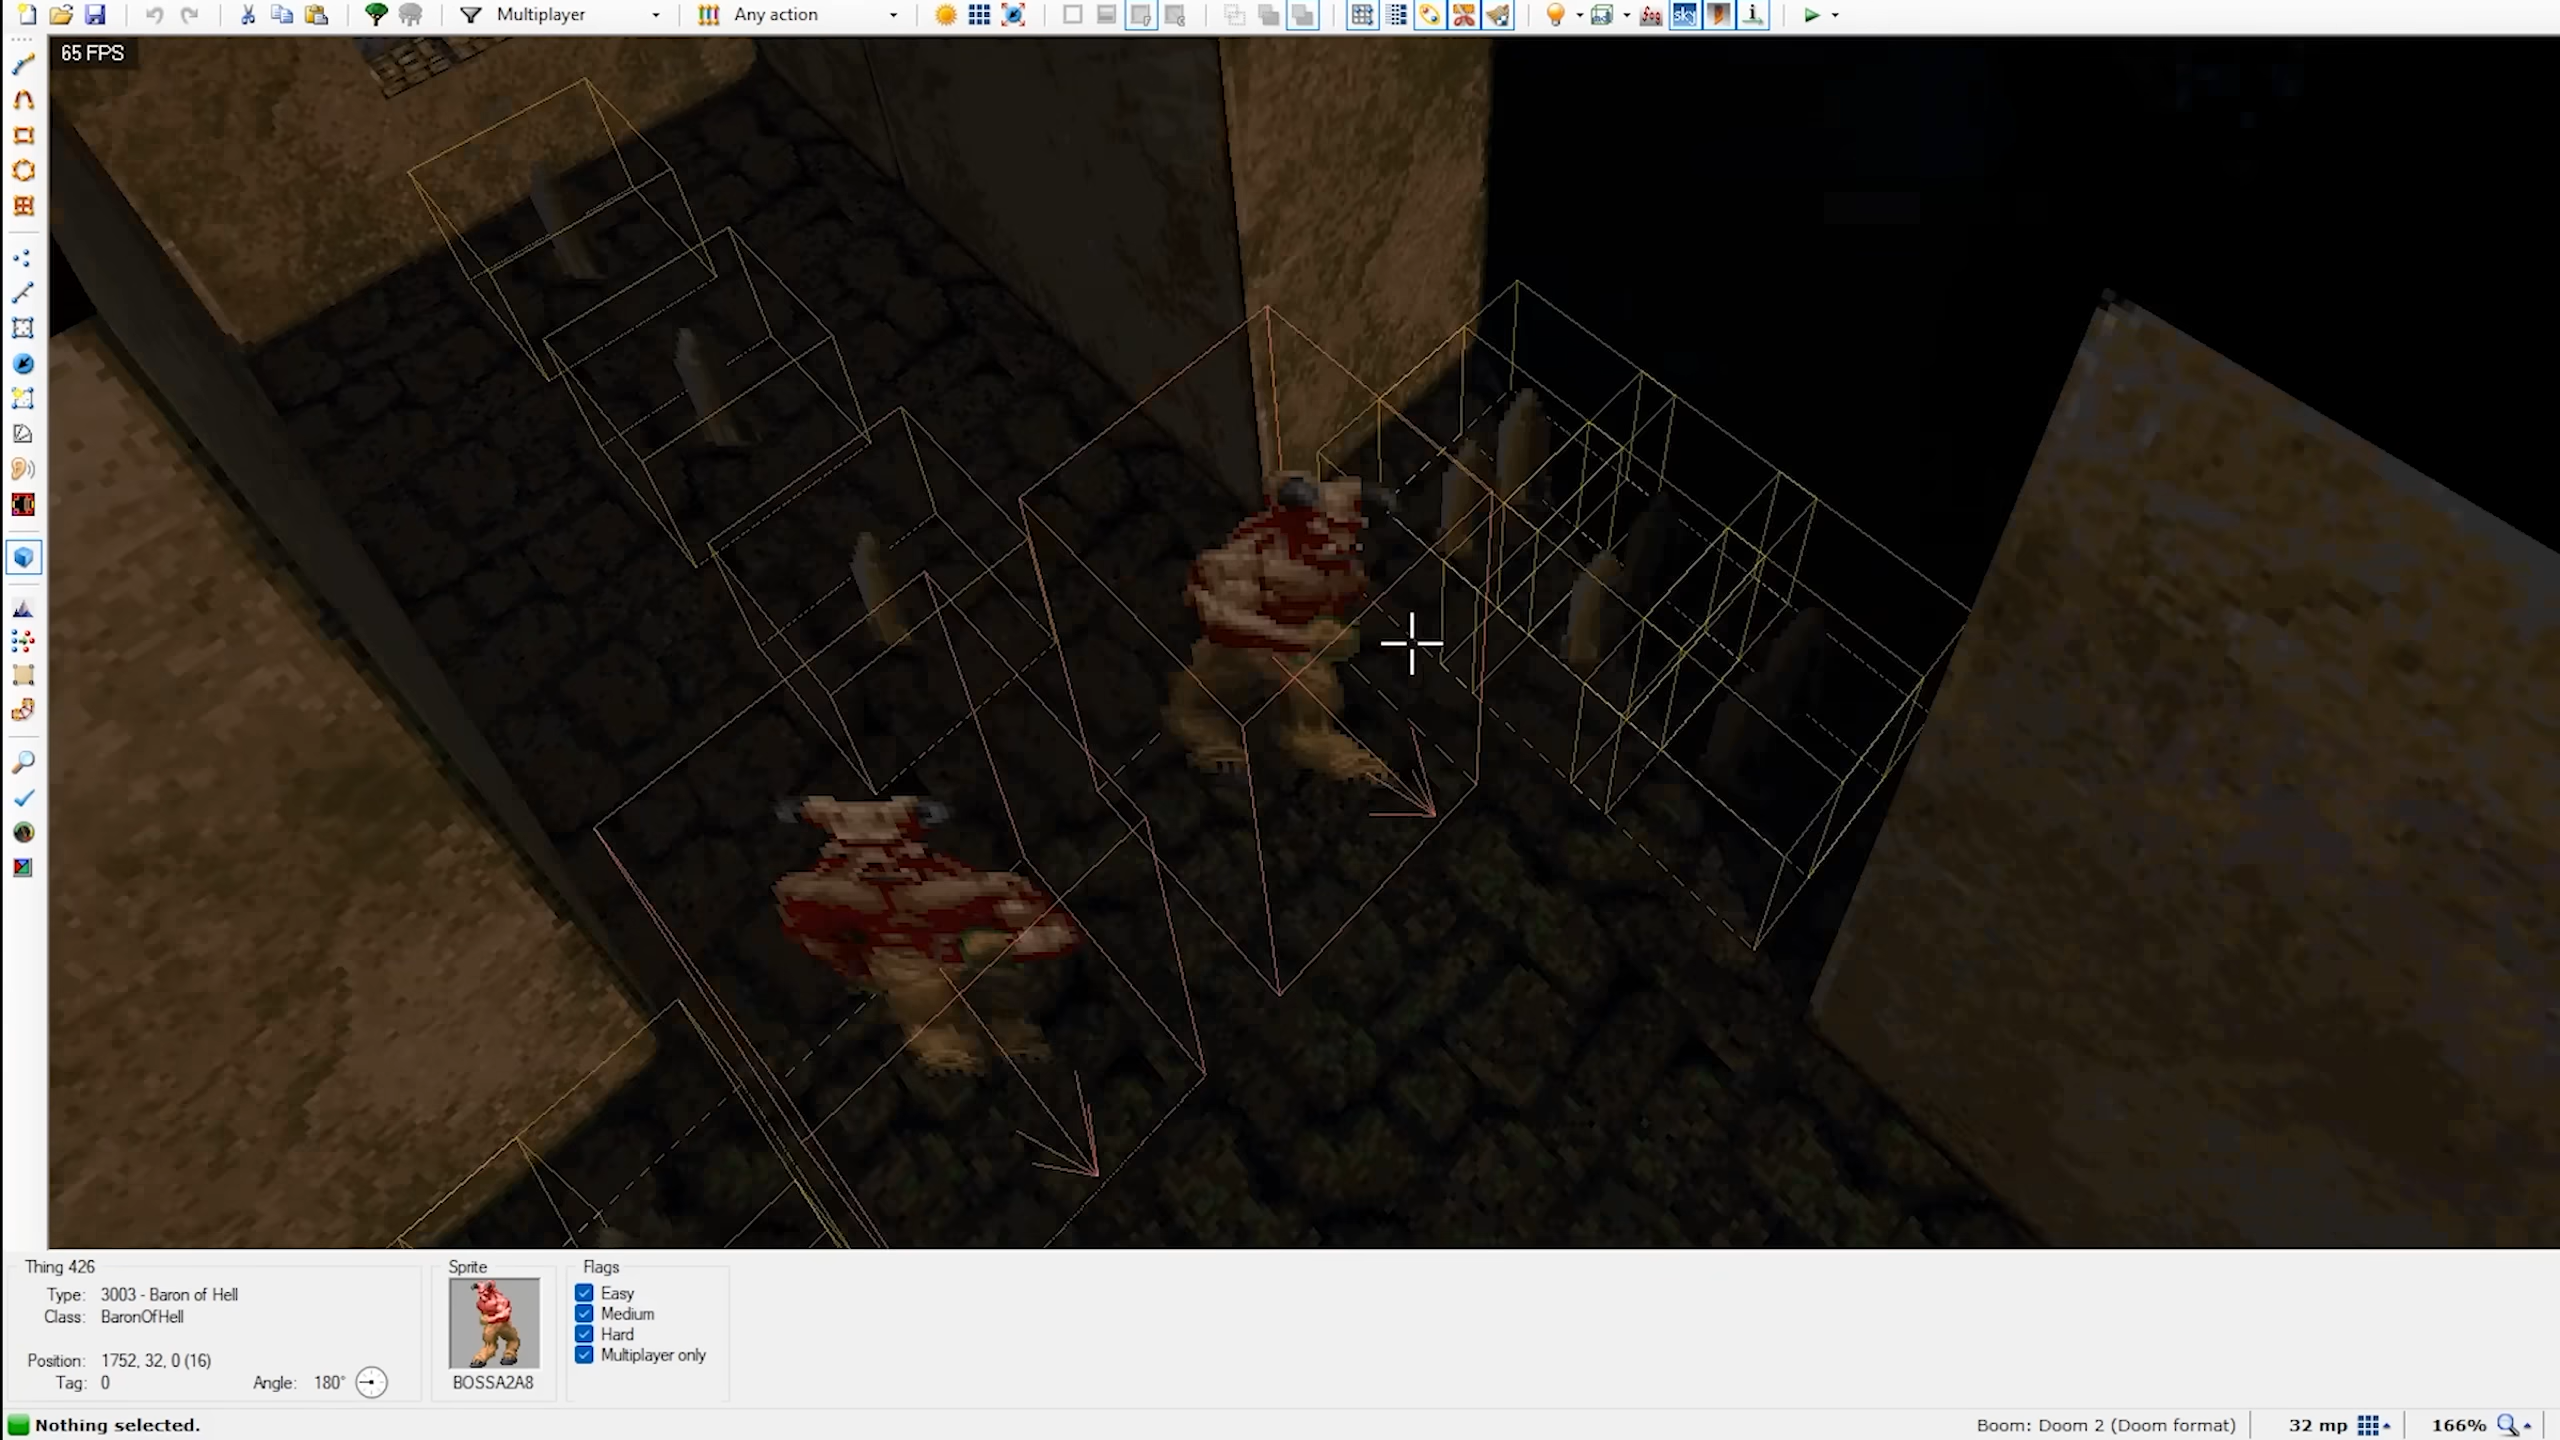 Multiplayer
Any action
fog
sky
65 FPS
Thing 426
Type: 3003 - Baron of Hell
Class: BaronOfHell
Position: 1752, 32, 0 (16)
Tag: 0
Angle: 180°
Sprite
BOSSA2A8
Flags
Easy
Medium
Hard
Multiplayer only
Nothing selected.
Boom: Doom 2 (Doom format)
32 mp
166%